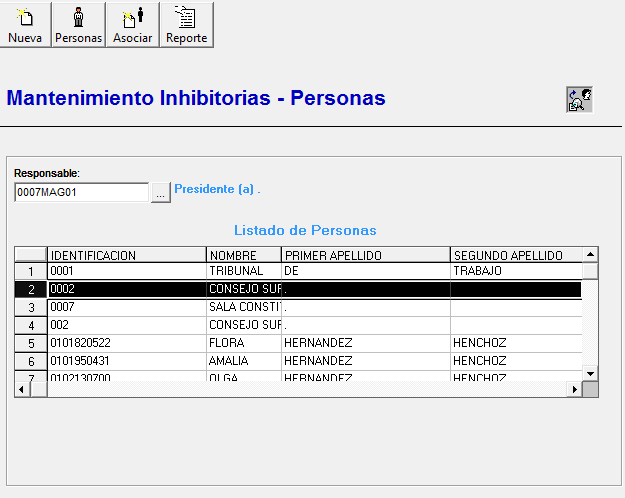 Nueva Personas Asociar Reporte
Mantenimiento Inhibitorias - Personas
Responsable:
0007MAG01 ... Presidente (a) .
Listado de Personas
IDENTIFICACION NOMBRE PRIMER APELLIDO SEGUNDO APELLIDO
1 0001 TRIBUNAL DE TRABAJO
2 0002 CONSEJO SUF .
3 0007 SALA CONSTI .
4 002 CONSEJO SUF .
5 0101820522 FLORA HERNANDEZ HENCHOZ
6 0101950431 AMALIA HERNANDEZ HENCHOZ
7 0102130700 OLGA HERNANDEZ HENCHOZ